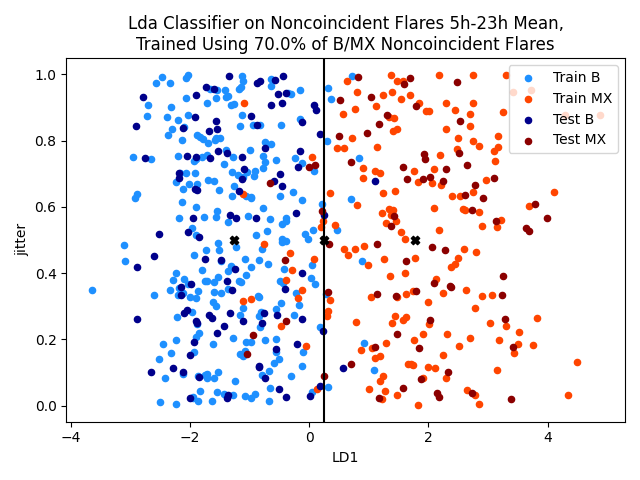 Lda Classifier on Noncoincident Flares 5h-23h Mean,
Trained Using 70.0% of B/MX Noncoincident Flares
Train B
Train MX
Test B
Test MX
jitter
1.0
0.8
0.6
0.4
0.2
0.0
−4
−2
0
2
4
LD1